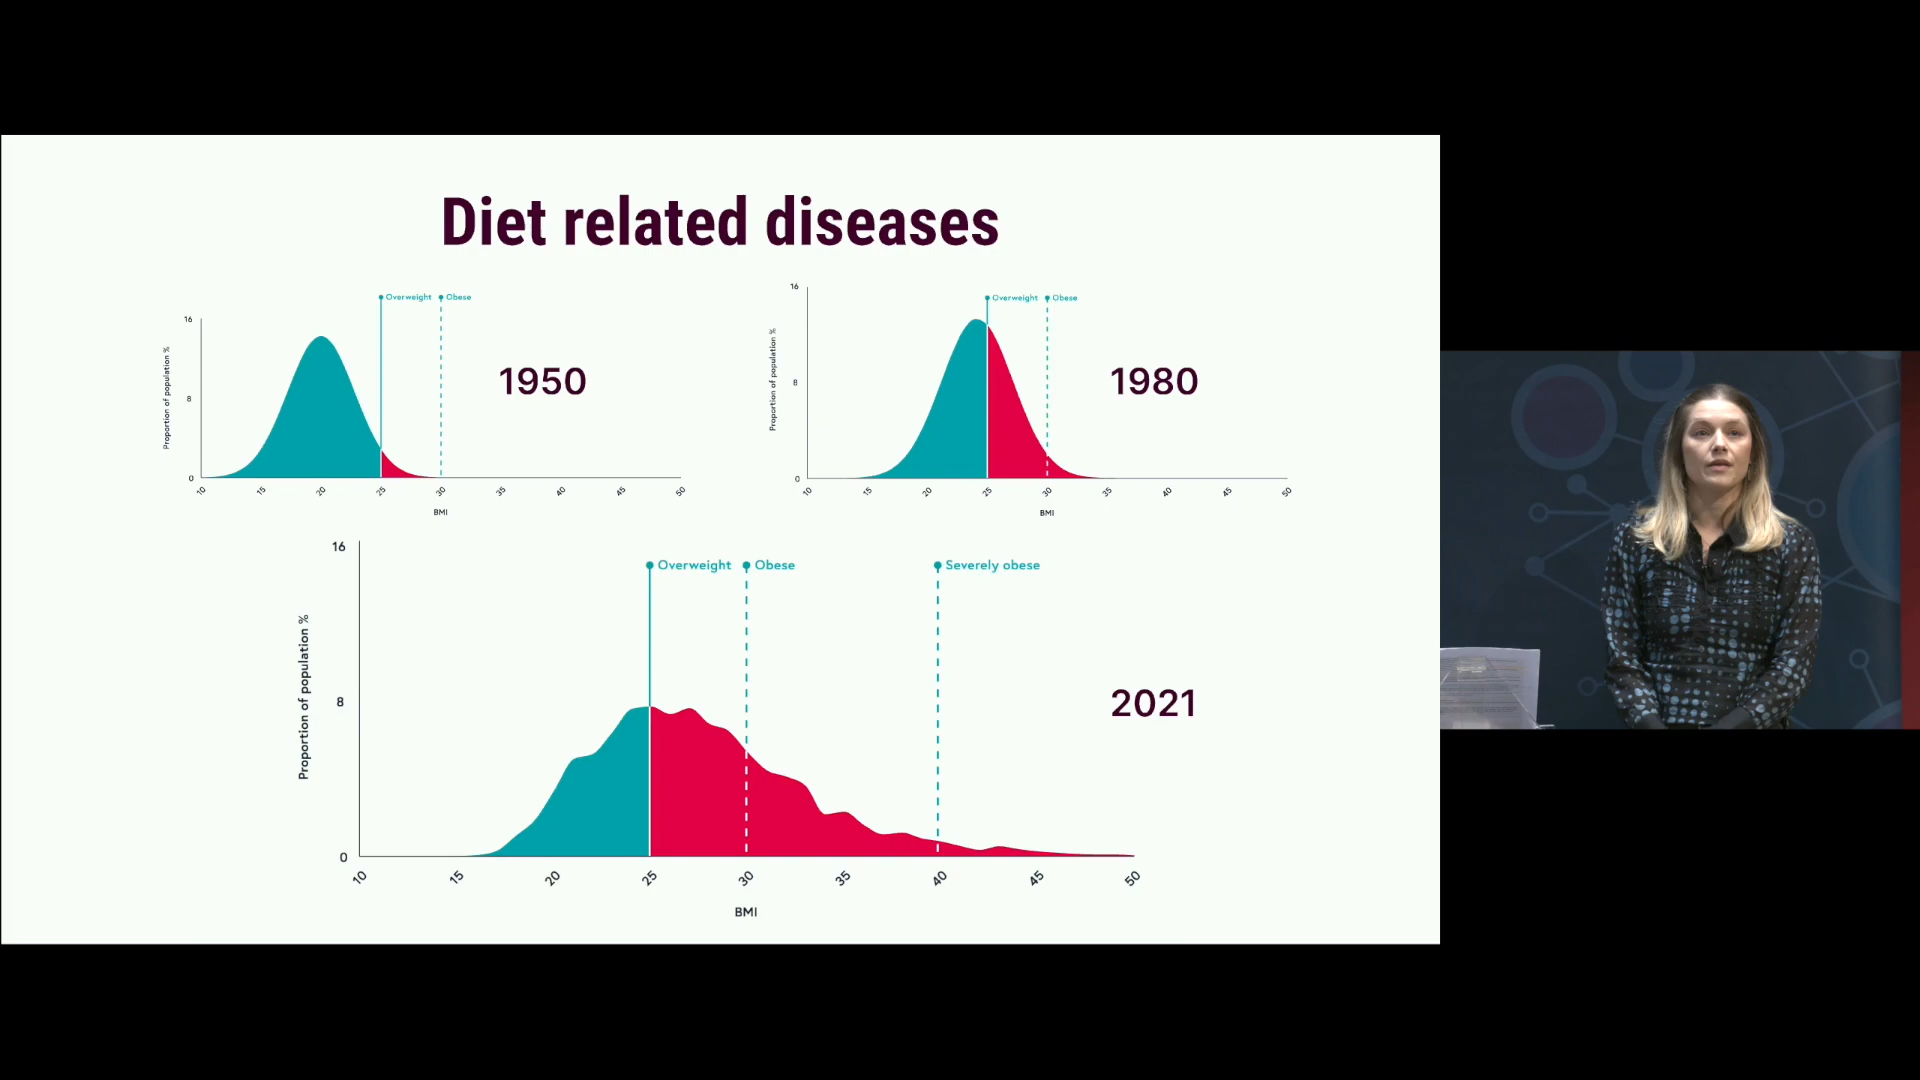 Diet related diseases
Overweight Obese
16
8
0
Proportion of population %
10 15 20 25 30 35 40 45 50
BMI
1950
Overweight Obese
16
8
0
Proportion of population %
10 15 20 25 30 35 40 45 50
BMI
1980
Overweight Obese Severely obese
16
8
0
Proportion of population %
10 15 20 25 30 35 40 45 50
BMI
2021